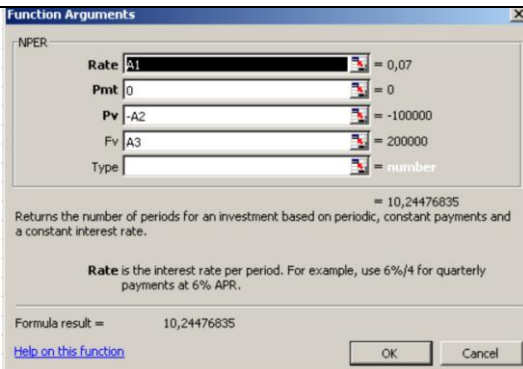 Function Arguments
NPER
Rate A1 = 0,07
Pmt 0 = 0
Pv -A2 = -100000
Fv A3 = 200000
Type = number
= 10,24476835
Returns the number of periods for an investment based on periodic, constant payments and
a constant interest rate.
Rate is the interest rate per period. For example, use 6%/4 for quarterly
payments at 6% APR.
Formula result = 10,24476835
Help on this function OK Cancel